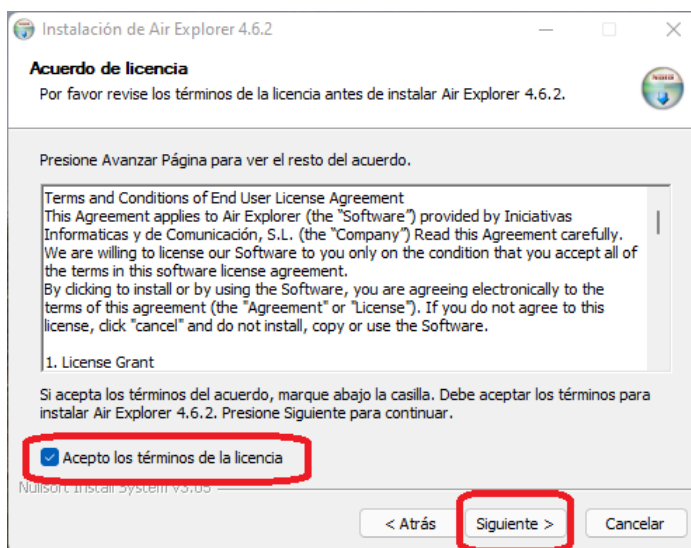 Instalación de Air Explorer 4.6.2
Acuerdo de licencia
Por favor revise los términos de la licencia antes de instalar Air Explorer 4.6.2.
Presione Avanzar Página para ver el resto del acuerdo.
Terms and Conditions of End User License Agreement
This Agreement applies to Air Explorer (the “Software”) provided by Iniciativas
Informaticas y de Comunicación, S.L. (the “Company”) Read this Agreement carefully.
We are willing to license our Software to you only on the condition that you accept all of
the terms in this software license agreement.
By clicking to install or by using the Software, you are agreeing electronically to the
terms of this agreement (the "Agreement" or "License"). If you do not agree to this
license, click "cancel" and do not install, copy or use the Software.
1. License Grant
Si acepta los términos del acuerdo, marque abajo la casilla. Debe aceptar los términos para
instalar Air Explorer 4.6.2. Presione Siguiente para continuar.
Acepto los términos de la licencia
Nullsoft Install System v3.05
< Atrás
Siguiente >
Cancelar